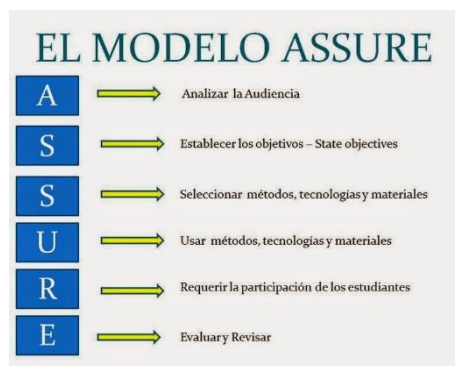 EL MODELO ASSURE
A Analizar la Audiencia
S Establecer los objetivos – State objectives
S Seleccionar métodos, tecnologías y materiales
U Usar métodos, tecnologías y materiales
R Requerir la participación de los estudiantes
E Evaluar y Revisar